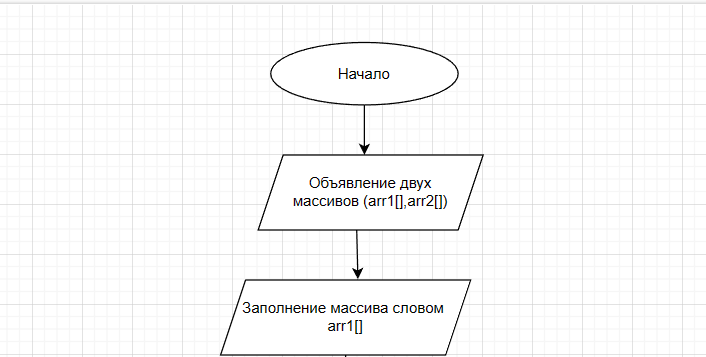 Начало
Объявление двух
массивов (arr1[],arr2[])
Заполнение массива словом
arr1[]